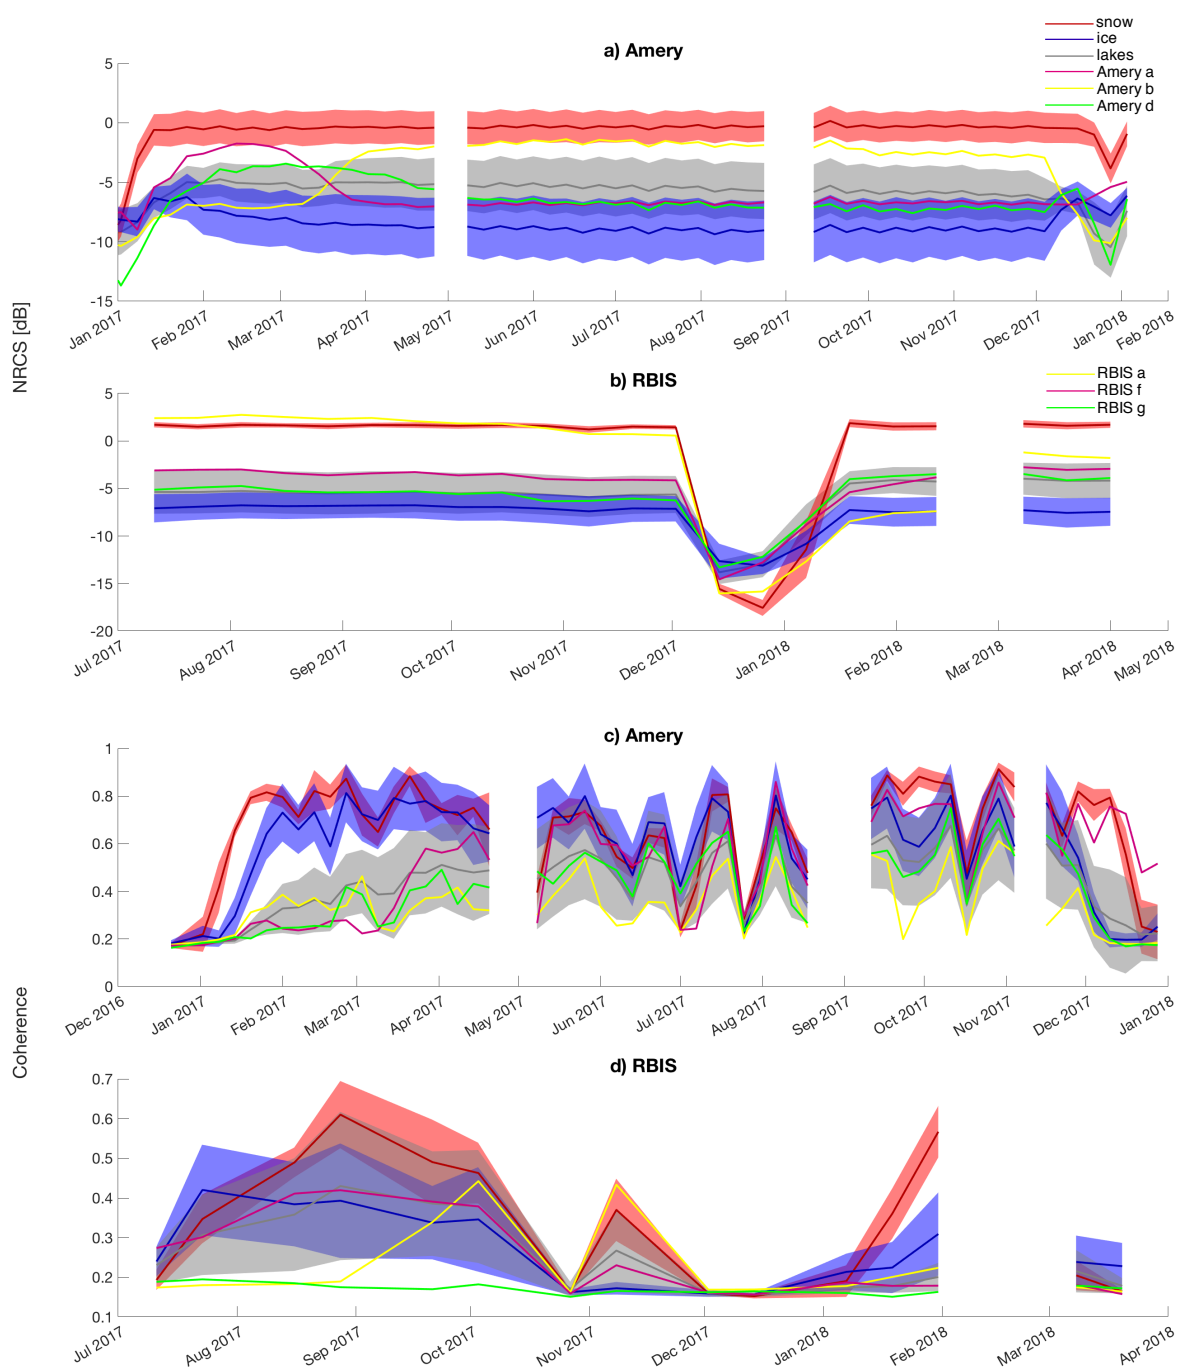 snow
ice
lakes
Amery a
Amery b
Amery d
a) Amery
5
0
-5
-10
-15
Jan 2017
Feb 2017
Mar 2017
Apr 2017
May 2017
Jun 2017
Jul 2017
Aug 2017
Sep 2017
Oct 2017
Nov 2017
Dec 2017
Jan 2018
Feb 2018
NRCS [dB]
b) RBIS
RBIS a
RBIS f
RBIS g
5
0
-5
-10
-15
-20
Jul 2017
Aug 2017
Sep 2017
Oct 2017
Nov 2017
Dec 2017
Jan 2018
Feb 2018
Mar 2018
Apr 2018
May 2018
c) Amery
1
0.8
0.6
0.4
0.2
0
Dec 2016
Jan 2017
Feb 2017
Mar 2017
Apr 2017
May 2017
Jun 2017
Jul 2017
Aug 2017
Sep 2017
Oct 2017
Nov 2017
Dec 2017
Jan 2018
Coherence
d) RBIS
0.7
0.6
0.5
0.4
0.3
0.2
0.1
Jul 2017
Aug 2017
Sep 2017
Oct 2017
Nov 2017
Dec 2017
Jan 2018
Feb 2018
Mar 2018
Apr 2018